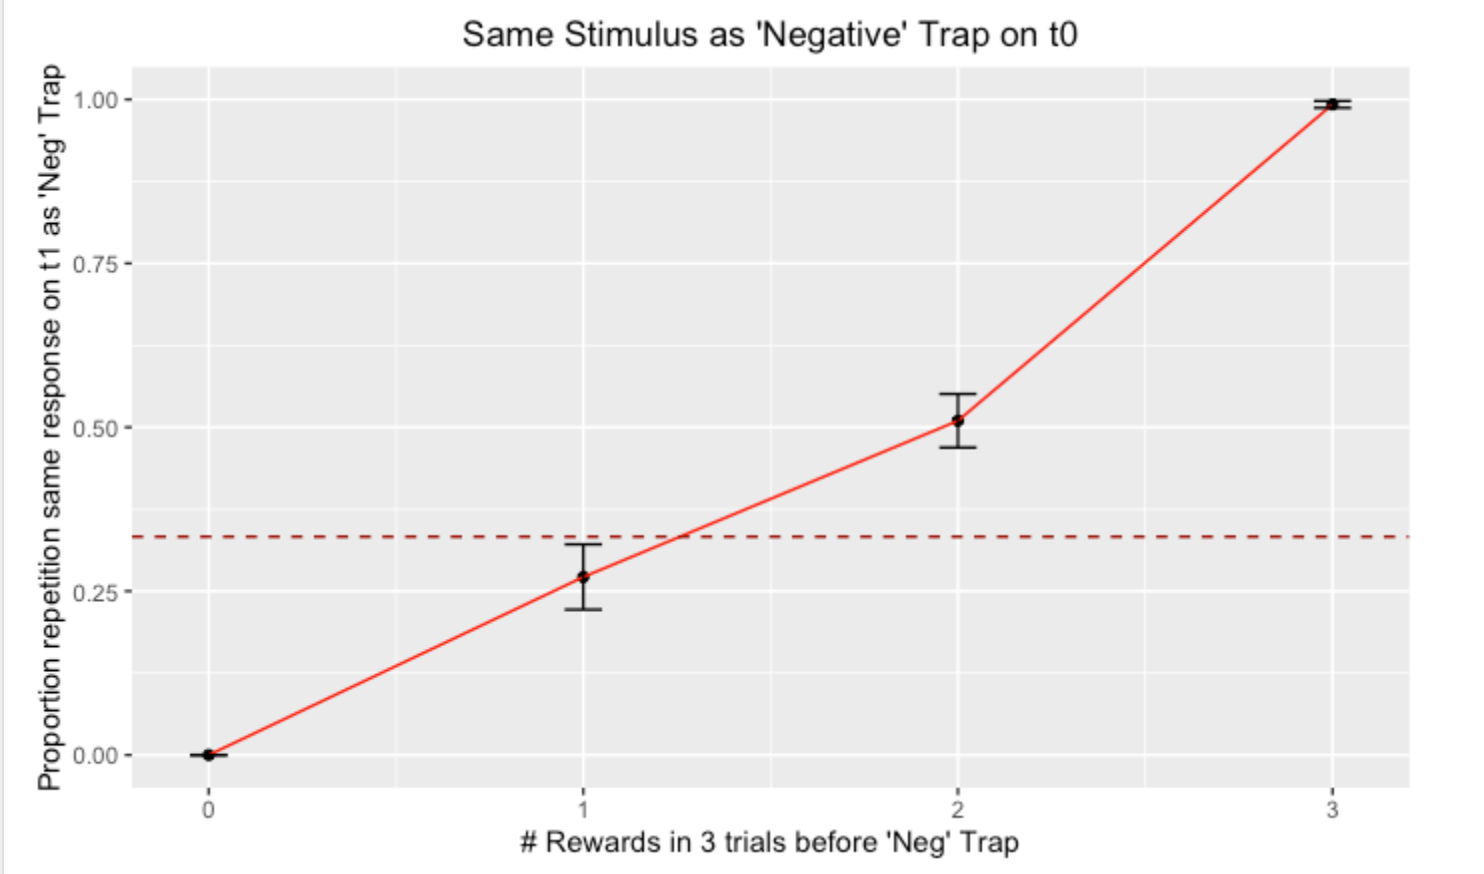 Same Stimulus as 'Negative' Trap on t0
Proportion repetition same response on t1 as 'Neg' Trap
1.00
0.75
0.50
0.25
0.00
0 1 2 3
# Rewards in 3 trials before 'Neg' Trap